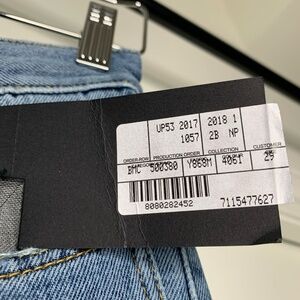 UP53 2017 2018 1
1057 2B NP
ORDER-ROW PRODUCTION ORDER COLLECTION CUSTOMER
BMC 500380 Y868M 4061 25
8080282452 7115477627